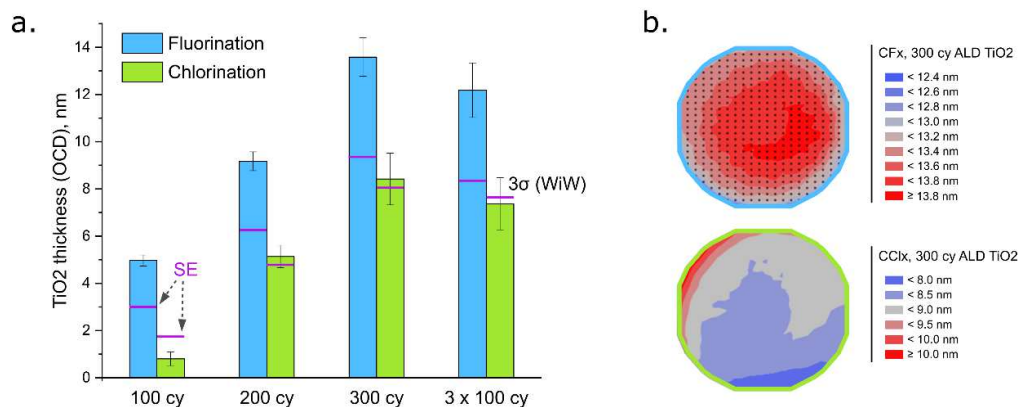 a.
TiO2 thickness (OCD), nm
14
12
10
8
6
4
2
0
Fluorination
Chlorination
SE
3σ (WiW)
100 cy
200 cy
300 cy
3 x 100 cy
b.
CFx, 300 cy ALD TiO2
< 12.4 nm
< 12.6 nm
< 12.8 nm
< 13.0 nm
< 13.2 nm
< 13.4 nm
< 13.6 nm
< 13.8 nm
≥ 13.8 nm
CClx, 300 cy ALD TiO2
< 8.0 nm
< 8.5 nm
< 9.0 nm
< 9.5 nm
< 10.0 nm
≥ 10.0 nm